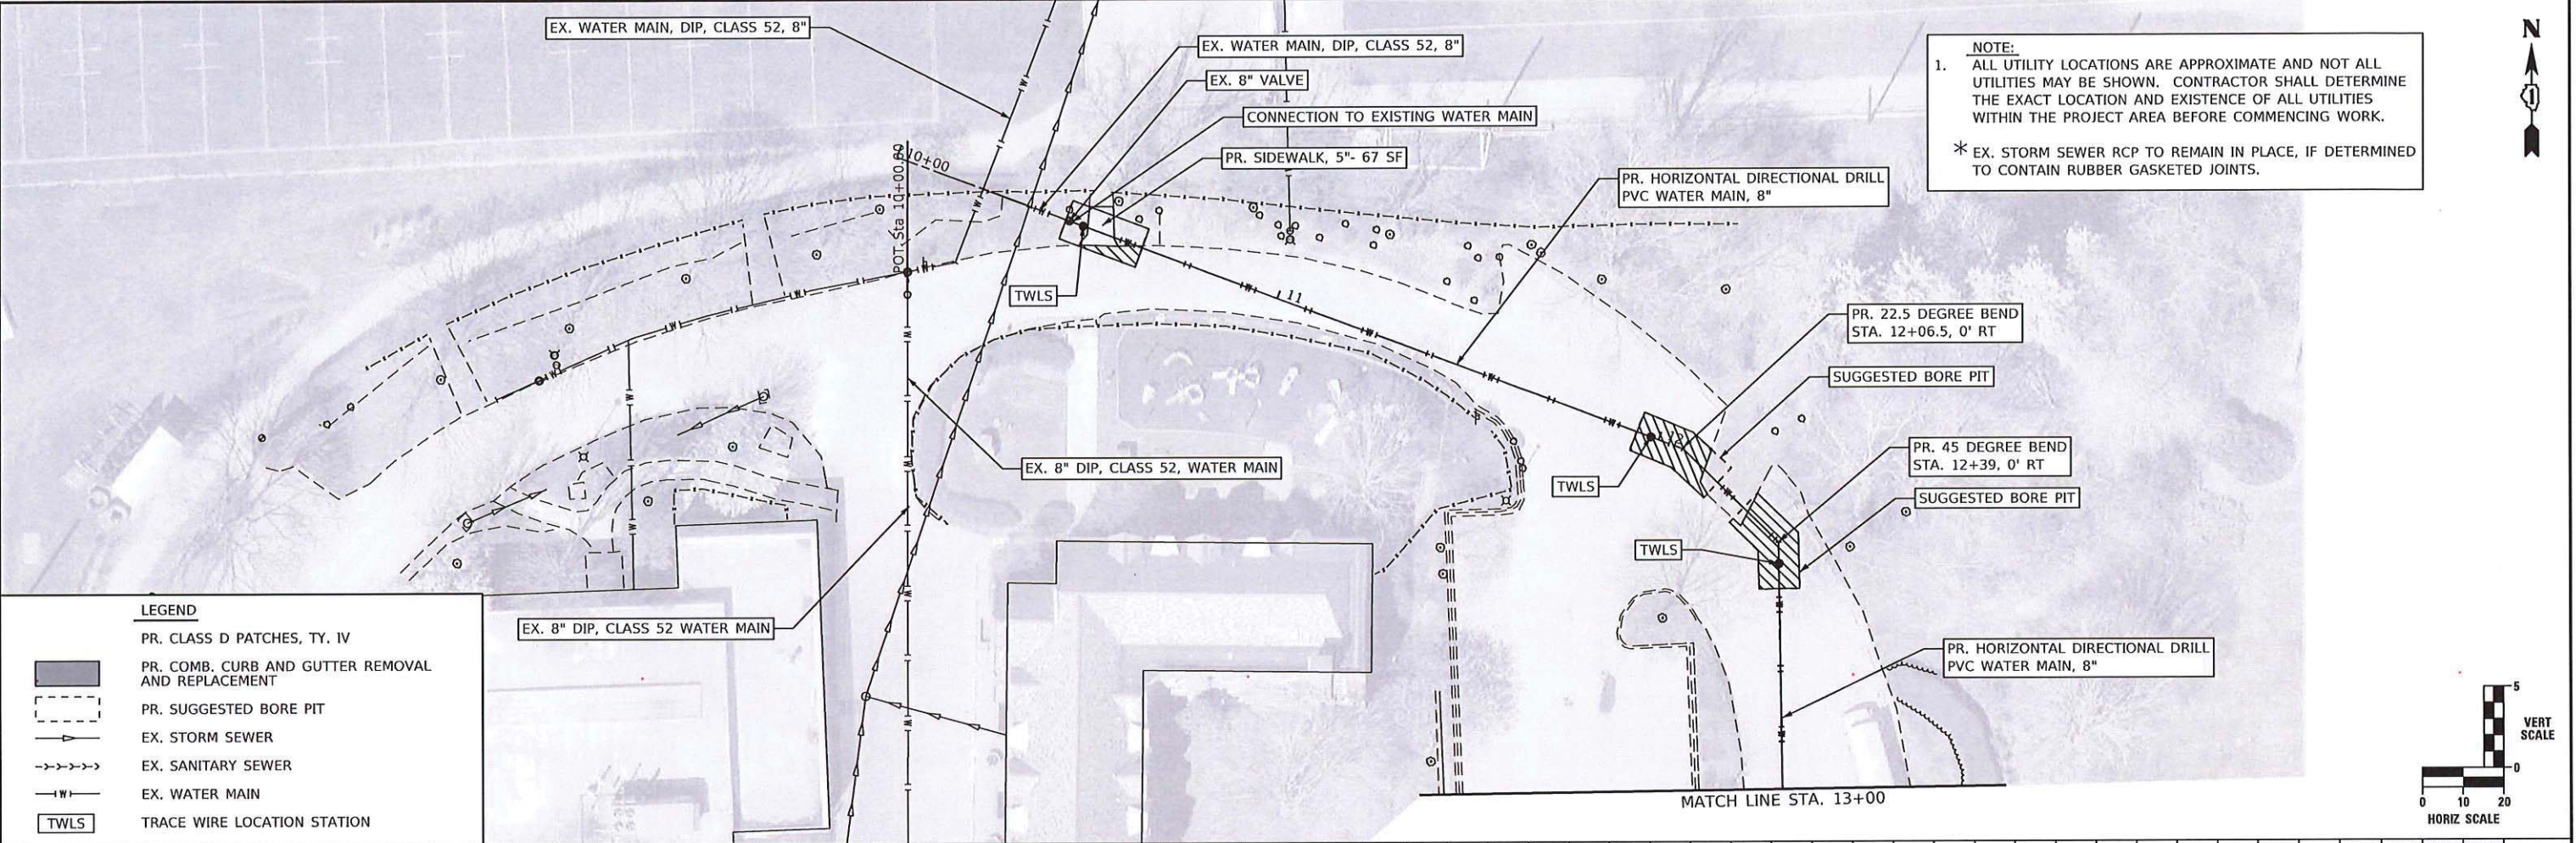 EX. WATER MAIN, DIP, CLASS 52, 8"
EX. WATER MAIN, DIP, CLASS 52, 8"
EX. 8" VALVE
CONNECTION TO EXISTING WATER MAIN
PR. SIDEWALK, 5"- 67 SF
NOTE:
1. ALL UTILITY LOCATIONS ARE APPROXIMATE AND NOT ALL
UTILITIES MAY BE SHOWN. CONTRACTOR SHALL DETERMINE
THE EXACT LOCATION AND EXISTENCE OF ALL UTILITIES
WITHIN THE PROJECT AREA BEFORE COMMENCING WORK.
* EX. STORM SEWER RCP TO REMAIN IN PLACE, IF DETERMINED
TO CONTAIN RUBBER GASKETED JOINTS.
N
1
10+00
POT Sta 10+00.00
PR. HORIZONTAL DIRECTIONAL DRILL
PVC WATER MAIN, 8"
TWLS
11
PR. 22.5 DEGREE BEND
STA. 12+06.5, 0' RT
SUGGESTED BORE PIT
12
PR. 45 DEGREE BEND
STA. 12+39, 0' RT
EX. 8" DIP, CLASS 52, WATER MAIN
TWLS
SUGGESTED BORE PIT
TWLS
EX. 8" DIP, CLASS 52 WATER MAIN
PR. HORIZONTAL DIRECTIONAL DRILL
PVC WATER MAIN, 8"
MATCH LINE STA. 13+00
LEGEND
PR. CLASS D PATCHES, TY. IV
PR. COMB. CURB AND GUTTER REMOVAL
AND REPLACEMENT
PR. SUGGESTED BORE PIT
EX. STORM SEWER
EX. SANITARY SEWER
W EX. WATER MAIN
TWLS TRACE WIRE LOCATION STATION
5
VERT
SCALE
0
0 10 20
HORIZ SCALE